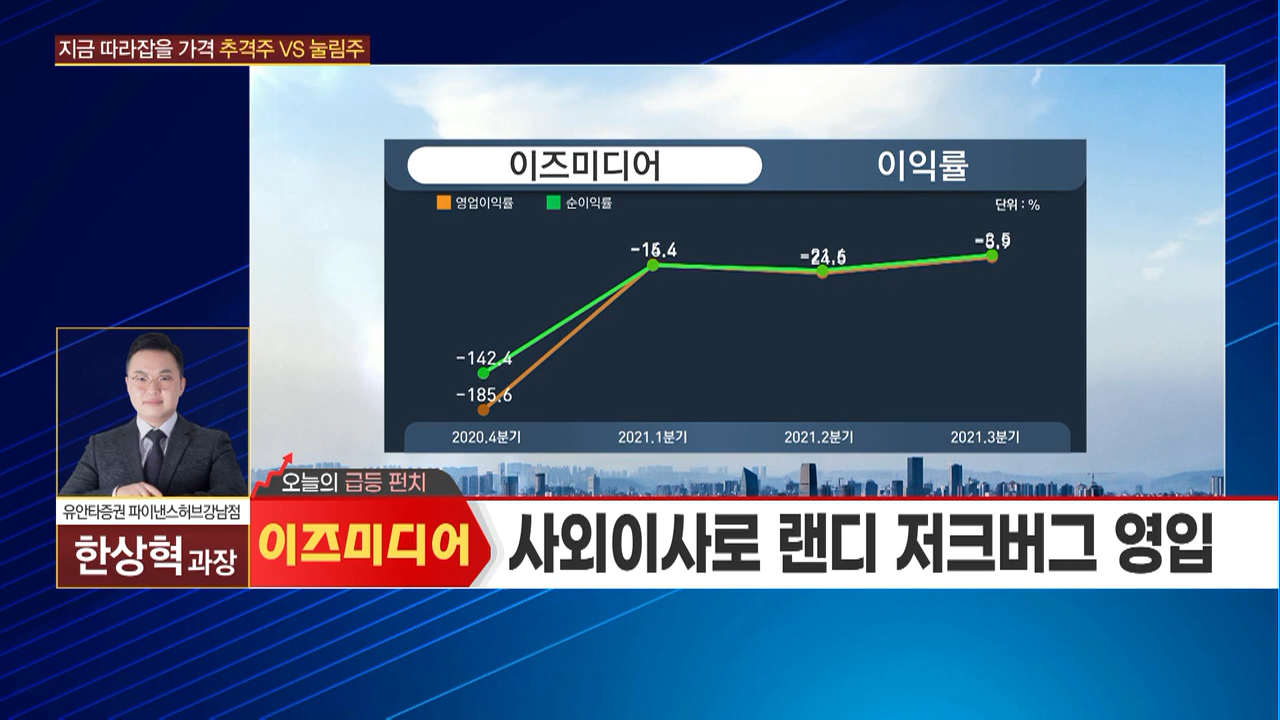 지금 따라잡을 가격 추격주 VS 눌림주
이즈미디어 이익률
영업이익률 순이익률 단위 : %
-142.4
-185.6
2020.4분기 2021.1분기 2021.2분기 2021.3분기
오늘의 급등 펀치
유안타증권 파이낸스허브강남점
한상혁 과장
이즈미디어
사외이사로 랜디 저크버그 영입